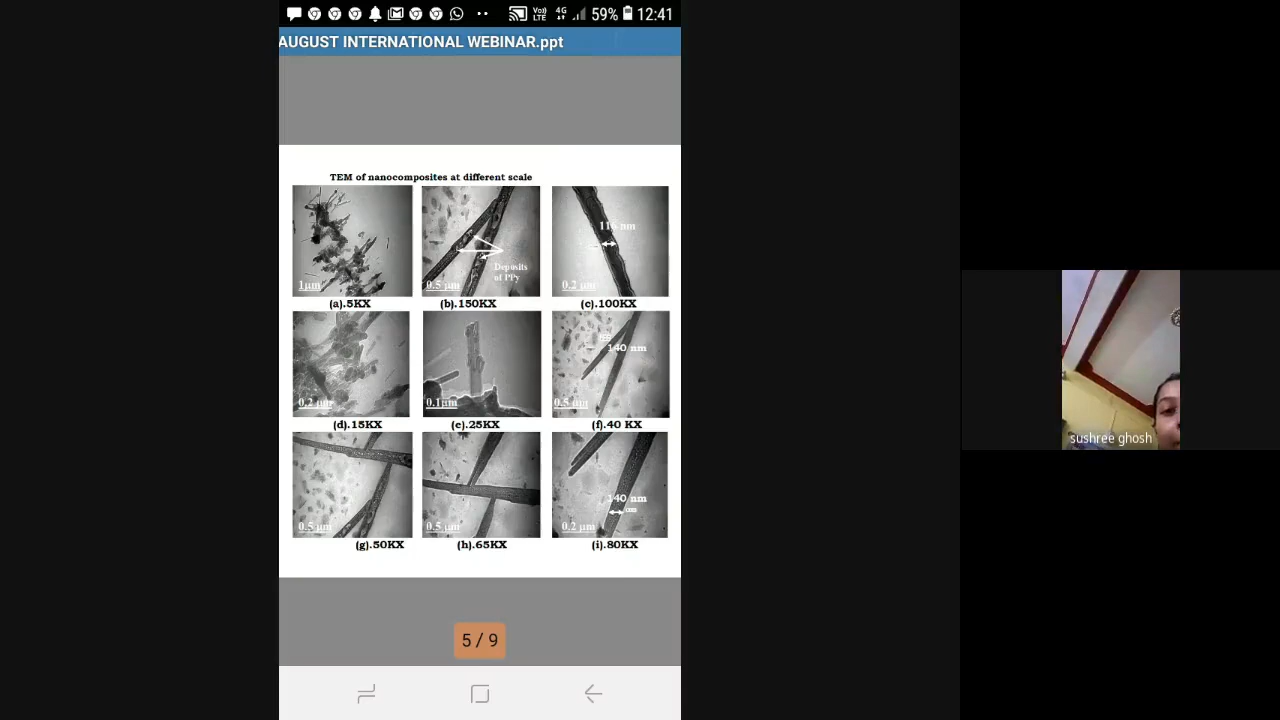 59% 12:41
AUGUST INTERNATIONAL WEBINAR.ppt
TEM of nanocomposites at different scale
1μm
Deposits
of PPy
0.5 μm
0.2 μm
(a).5KX (b).150KX (c).100KX
140 nm
0.2 μm 0.1μm 0.5 μm
(d).15KX (e).25KX (f).40 KX
140 nm
0.5 μm 0.5 μm 0.2 μm
(g).50KX (h).65KX (i).80KX
sushree ghosh
5 / 9